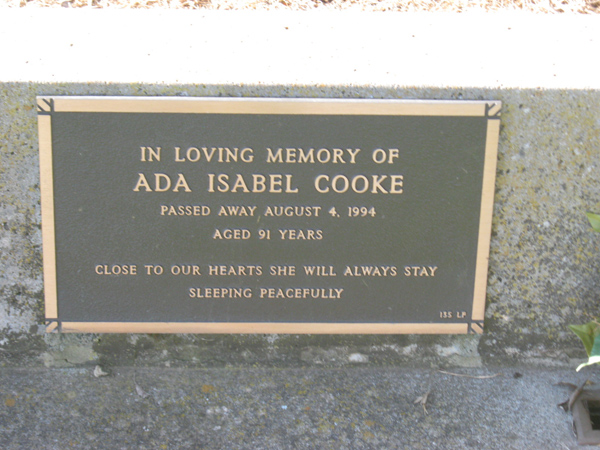 IN LOVING MEMORY OF
ADA ISABEL COOKE
PASSED AWAY AUGUST 4, 1994
AGED 91 YEARS
CLOSE TO OUR HEARTS SHE WILL ALWAYS STAY
SLEEPING PEACEFULLY
135 LP